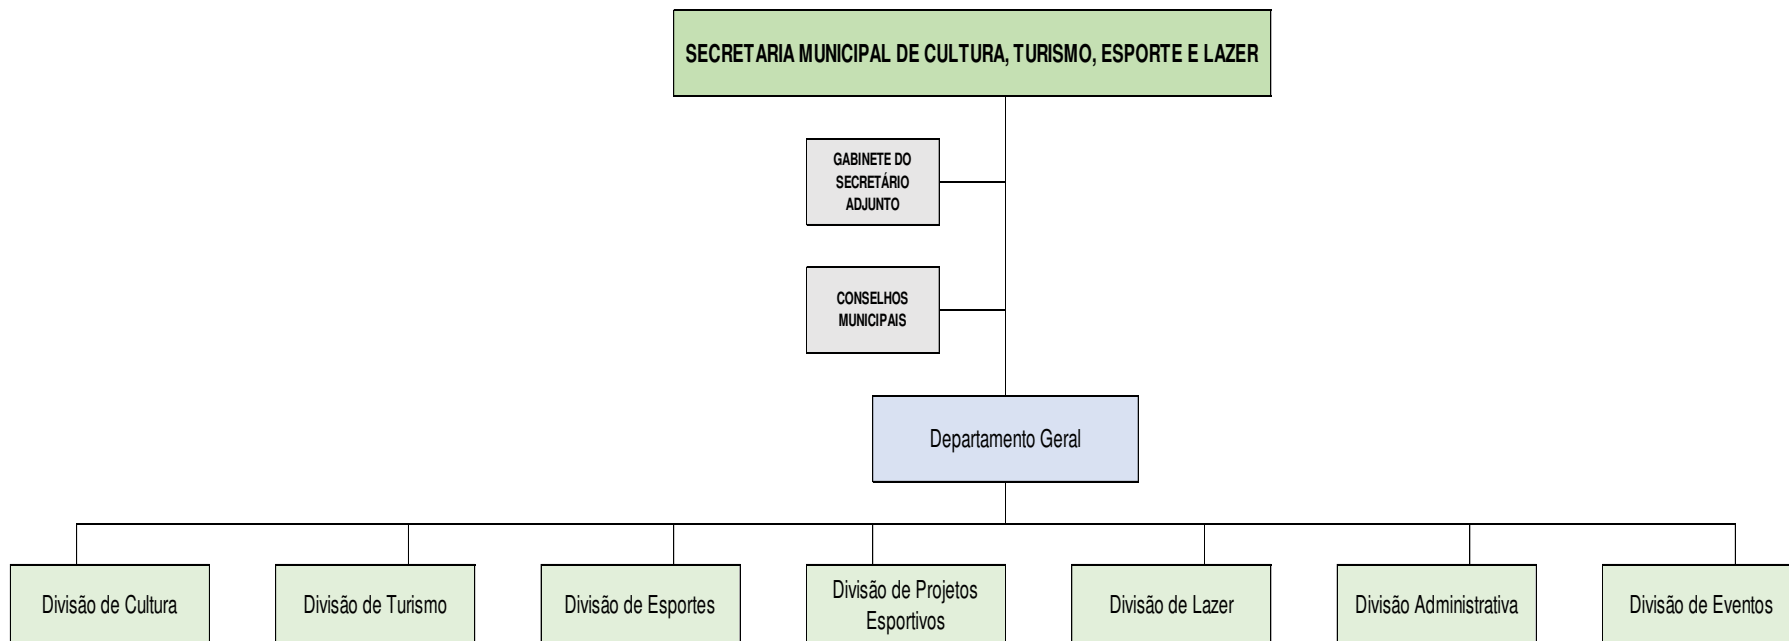 SECRETARIA MUNICIPAL DE CULTURA, TURISMO, ESPORTE E LAZER
GABINETE DO
SECRETÁRIO
ADJUNTO
CONSELHOS
MUNICIPAIS
Departamento Geral
Divisão de Cultura
Divisão de Turismo
Divisão de Esportes
Divisão de Projetos
Esportivos
Divisão de Lazer
Divisão Administrativa
Divisão de Eventos